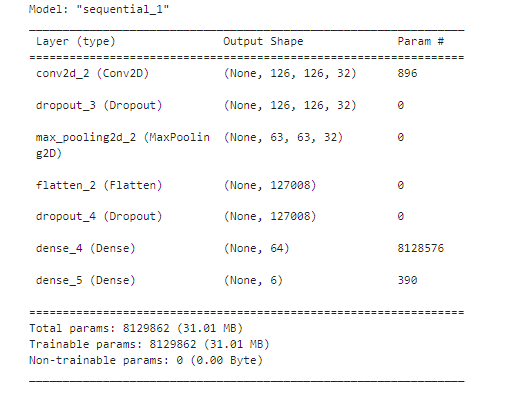 Model: "sequential_1"
Layer (type) Output Shape Param #
conv2d_2 (Conv2D) (None, 126, 126, 32) 896
dropout_3 (Dropout) (None, 126, 126, 32) 0
max_pooling2d_2 (MaxPoolin (None, 63, 63, 32) 0
g2D)
flatten_2 (Flatten) (None, 127008) 0
dropout_4 (Dropout) (None, 127008) 0
dense_4 (Dense) (None, 64) 8128576
dense_5 (Dense) (None, 6) 390
Total params: 8129862 (31.01 MB)
Trainable params: 8129862 (31.01 MB)
Non-trainable params: 0 (0.00 Byte)